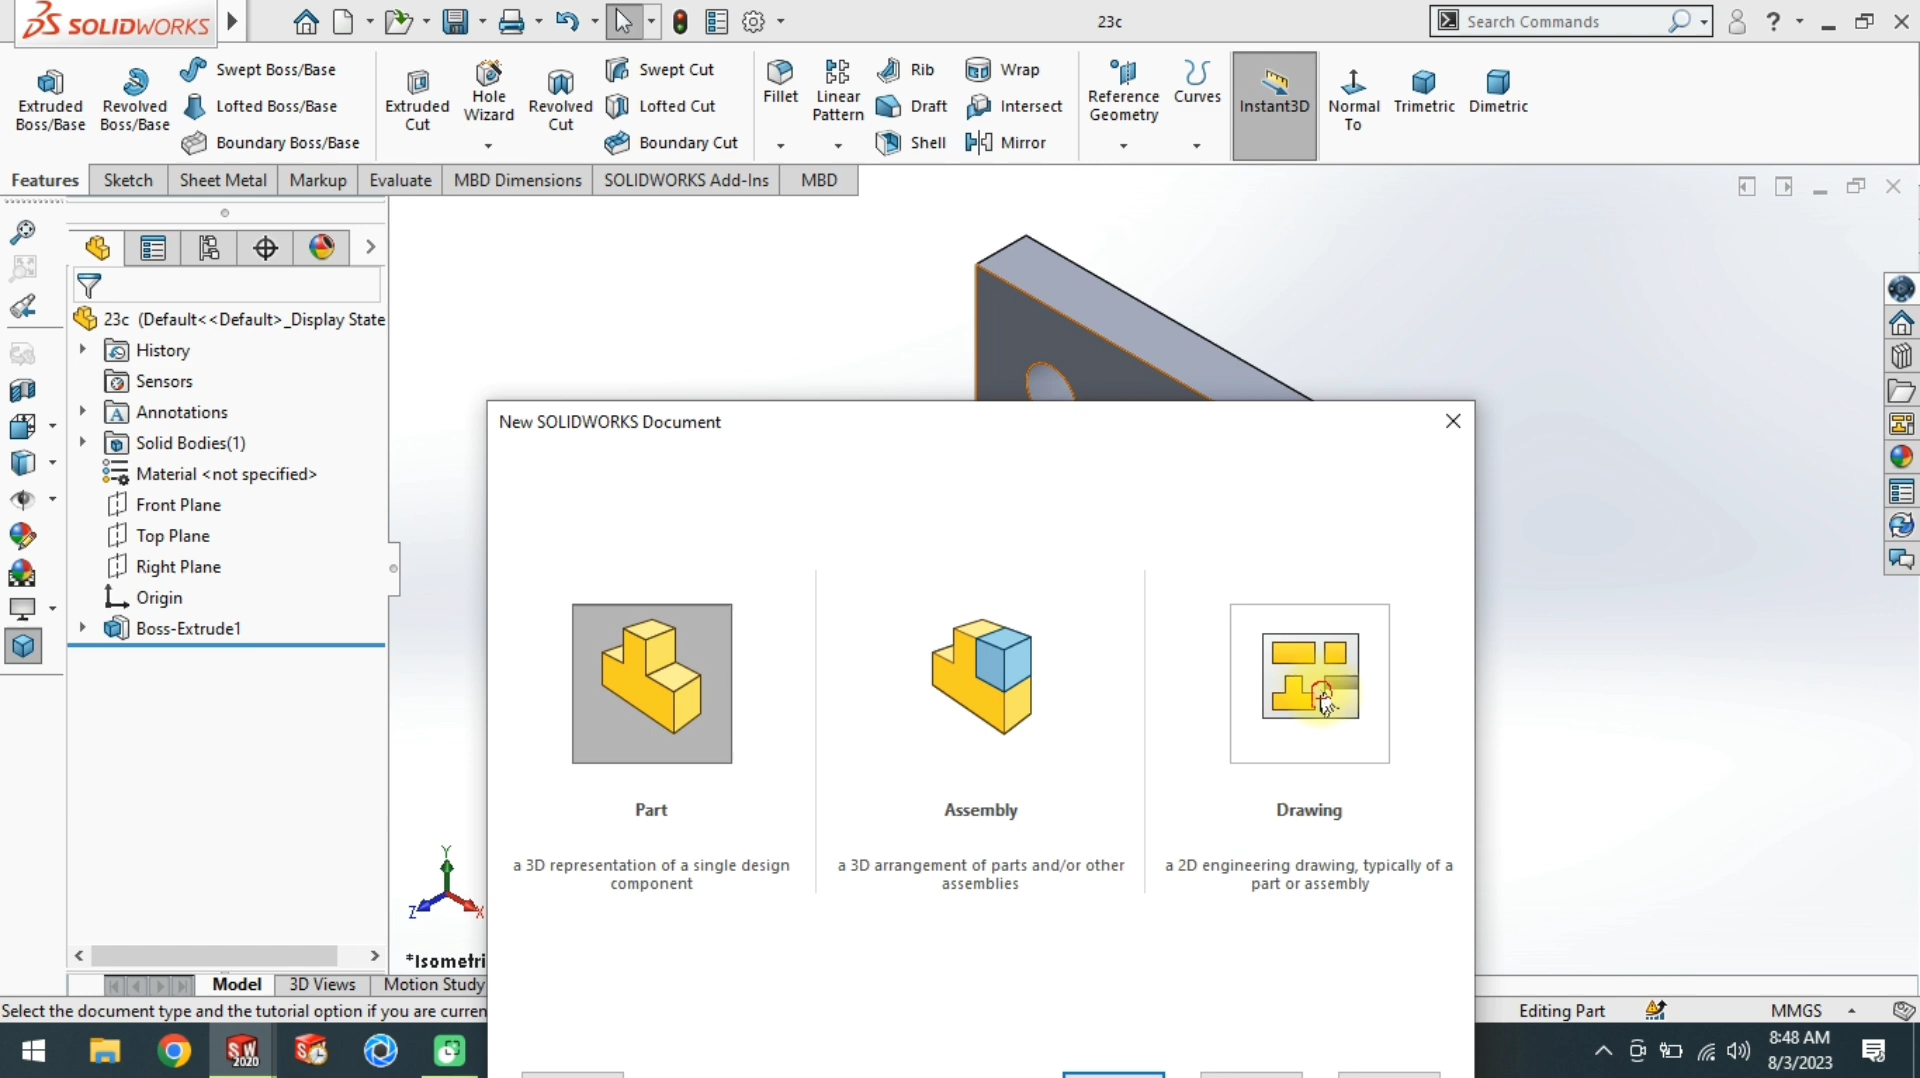 SOLIDWORKS
23c
Search Commands
Extruded Boss/Base
Revolved Boss/Base
Swept Boss/Base
Lofted Boss/Base
Boundary Boss/Base
Extruded Cut
Hole Wizard
Revolved Cut
Swept Cut
Lofted Cut
Boundary Cut
Fillet
Linear Pattern
Rib
Draft
Shell
Wrap
Intersect
Mirror
Reference Geometry
Curves
Instant3D
Normal To
Trimetric
Dimetric
Features
Sketch
Sheet Metal
Markup
Evaluate
MBD Dimensions
SOLIDWORKS Add-Ins
MBD
23c (Default<<Default>_Display State
History
Sensors
Annotations
Solid Bodies(1)
Material <not specified>
Front Plane
Top Plane
Right Plane
Origin
Boss-Extrude1
New SOLIDWORKS Document
Part
a 3D representation of a single design component
Assembly
a 3D arrangement of parts and/or other assemblies
Drawing
a 2D engineering drawing, typically of a part or assembly
Y
Z
X
*Isometri
Model
3D Views
Motion Study
Select the document type and the tutorial option if you are curren
Editing Part
MMGS
SW 2020
8:48 AM
8/3/2023